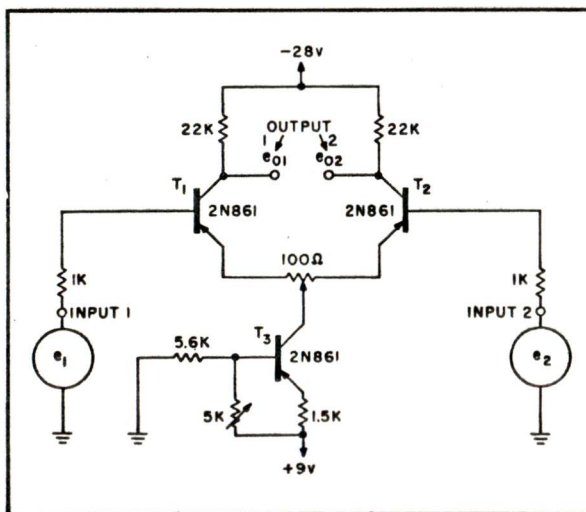 -28v
22K
OUTPUT
22K
1 2
e01 e02
T1
T2
2N861
2N861
100Ω
1K
1K
INPUT 1
INPUT 2
T3
5.6K
2N861
e1
e2
5K
1.5K
+9v